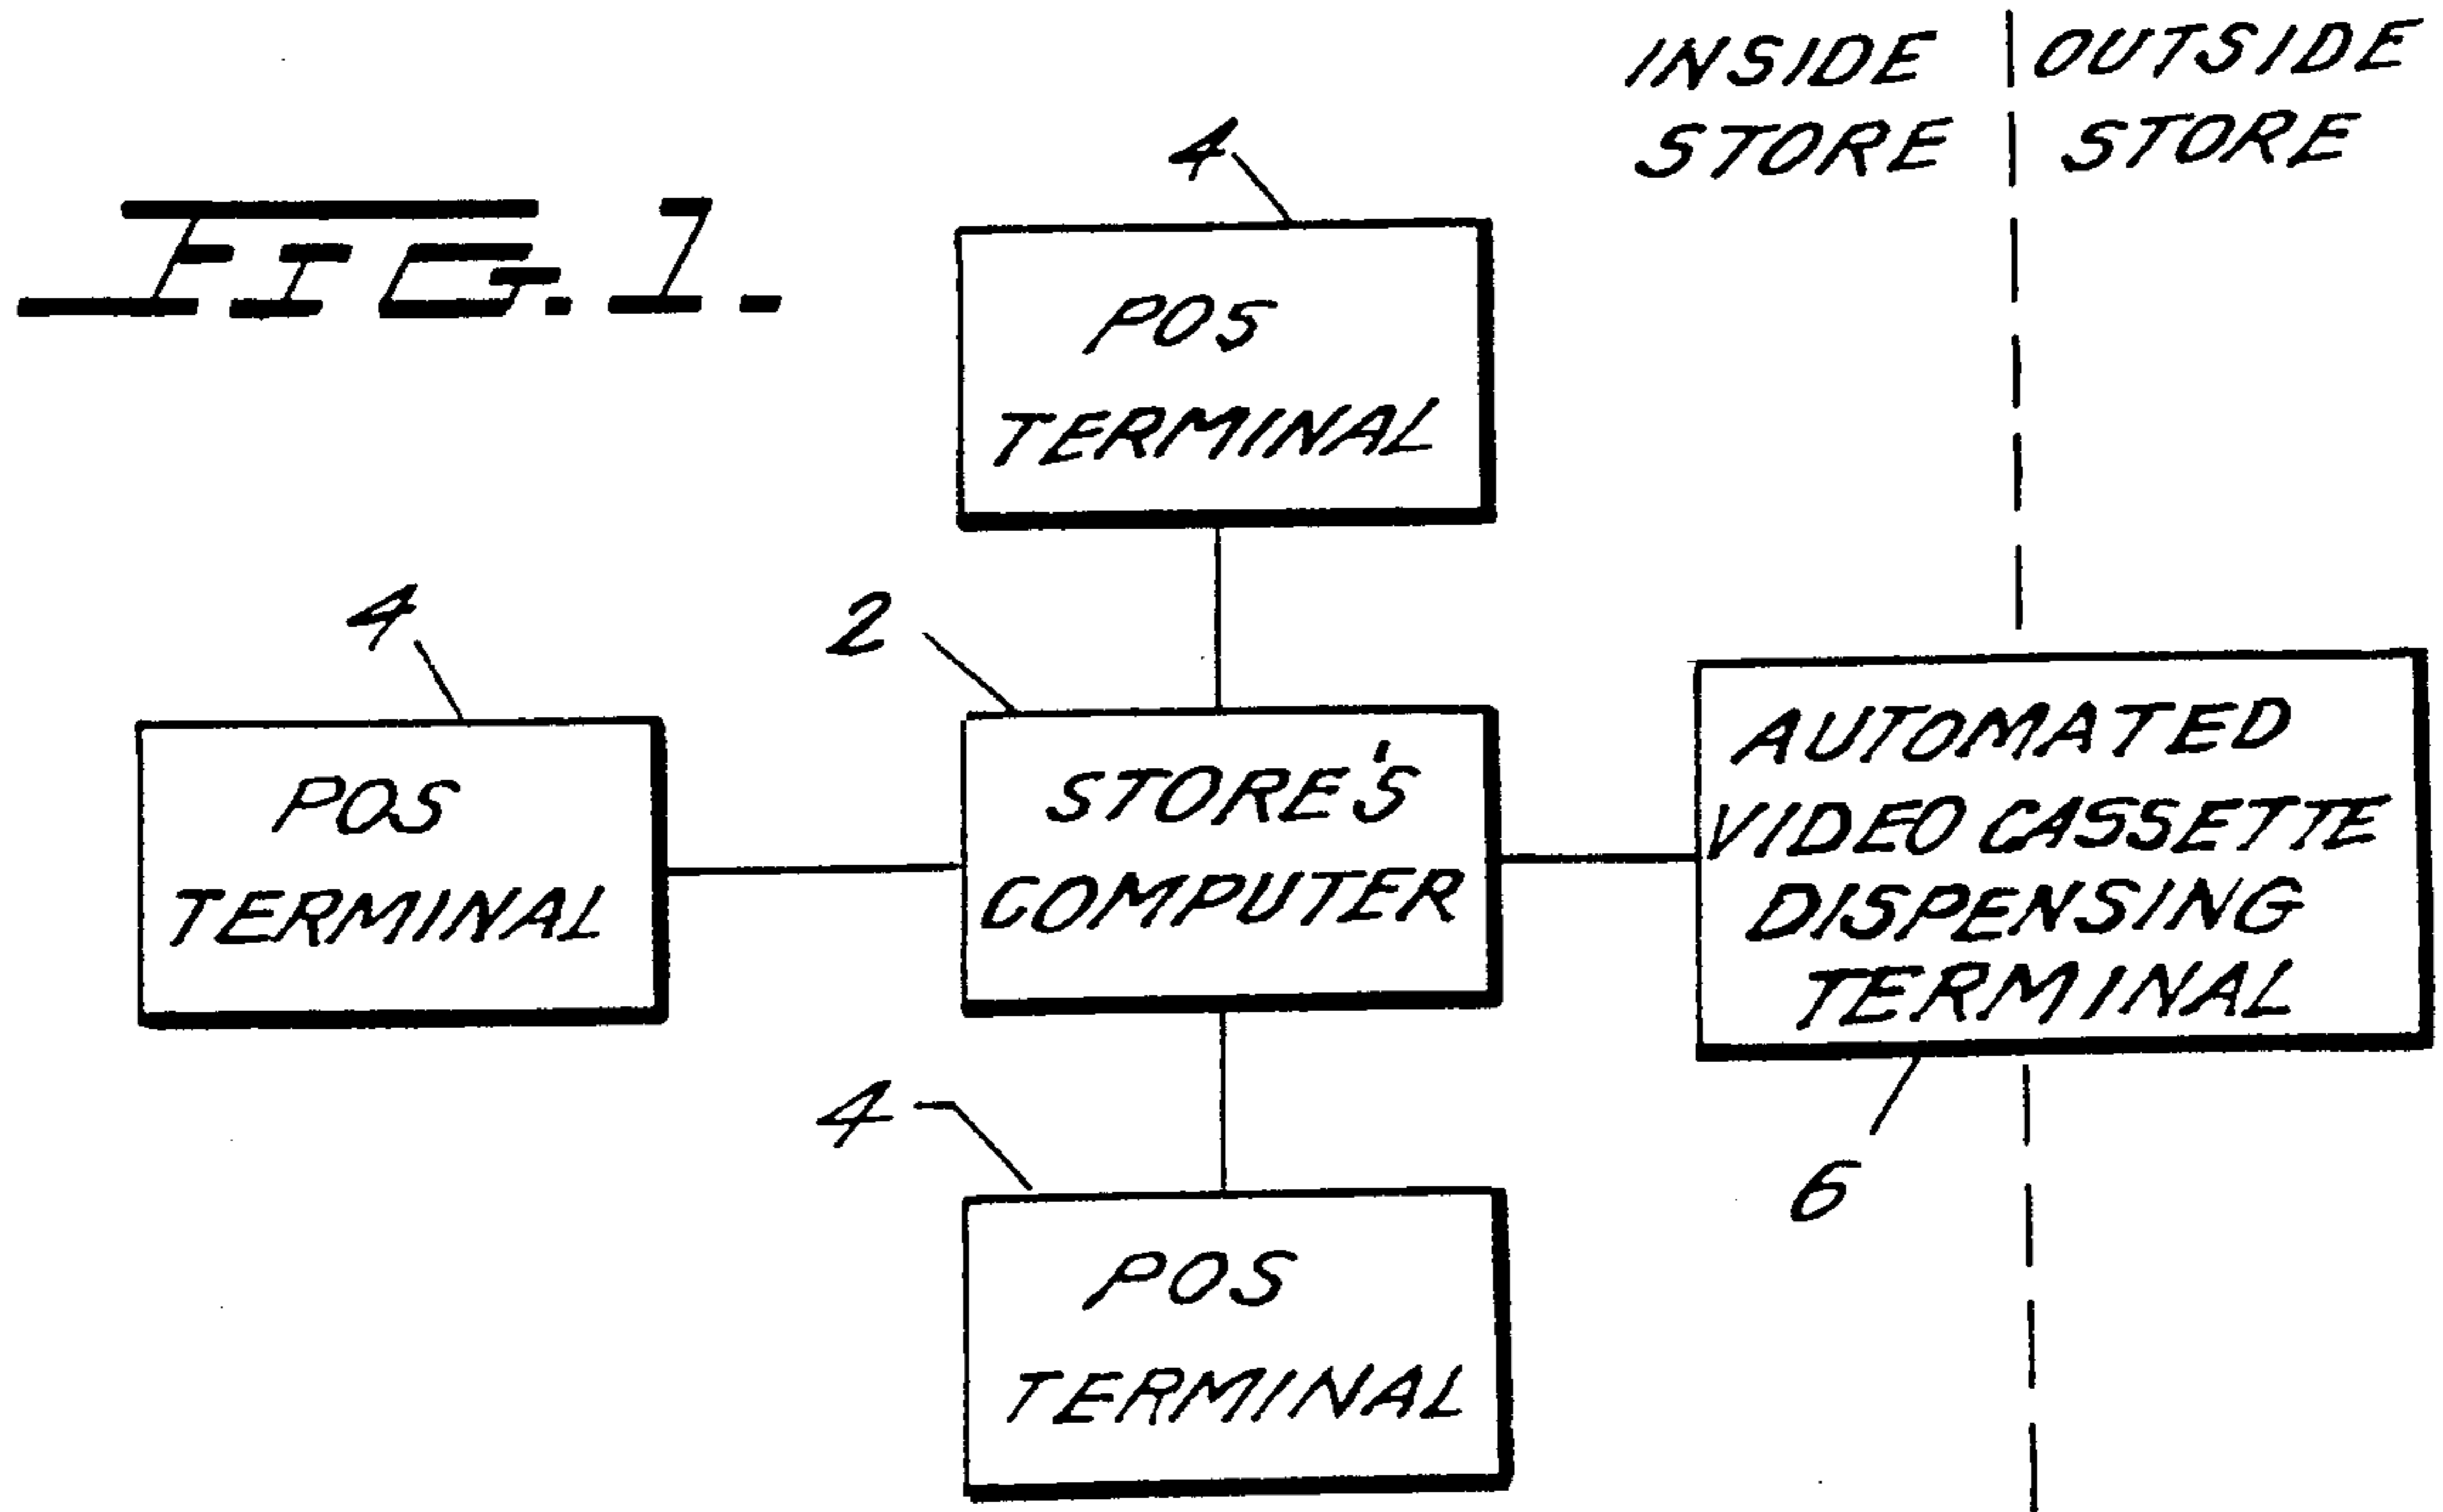 FIG. 1.
INSIDE STORE
OUTSIDE STORE
4
POS
TERMINAL
4
POS
TERMINAL
2
STORE'S
COMPUTER
AUTOMATED
VIDEO CASSETTE
DISPENSING
TERMINAL
6
4
POS
TERMINAL